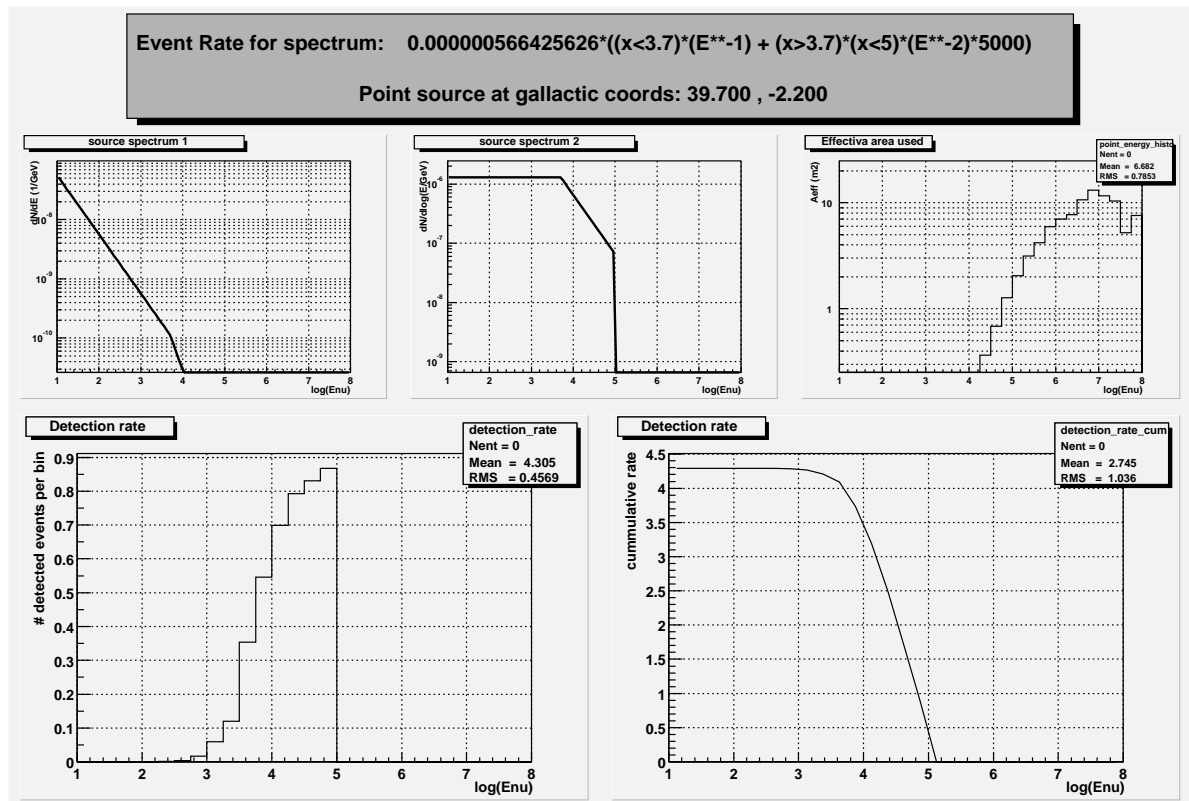 Event Rate for spectrum: 0.000000566425626*((x<3.7)*(E**-1) + (x>3.7)*(x<5)*(E**-2)*5000)
Point source at gallactic coords: 39.700 , -2.200
source spectrum 1
dN/dE (1/GeV)
10-8
10-9
10-10
1 2 3 4 5 6 7 8
log(Enu)
source spectrum 2
dN/dlog(E/GeV)
10-6
10-7
10-8
10-9
1 2 3 4 5 6 7 8
log(Enu)
Effectiva area used
point_energy_histo
Nent = 0
Mean = 6.682
RMS = 0.7853
Aeff (m2)
10
1
1 2 3 4 5 6 7 8
log(Enu)
Detection rate
detection_rate
Nent = 0
Mean = 4.305
RMS = 0.4569
# detected events per bin
0.9
0.8
0.7
0.6
0.5
0.4
0.3
0.2
0.1
0
1 2 3 4 5 6 7 8
log(Enu)
Detection rate
detection_rate_cum
Nent = 0
Mean = 2.745
RMS = 1.036
cummulative rate
4.5
4
3.5
3
2.5
2
1.5
1
0.5
0
1 2 3 4 5 6 7 8
log(Enu)